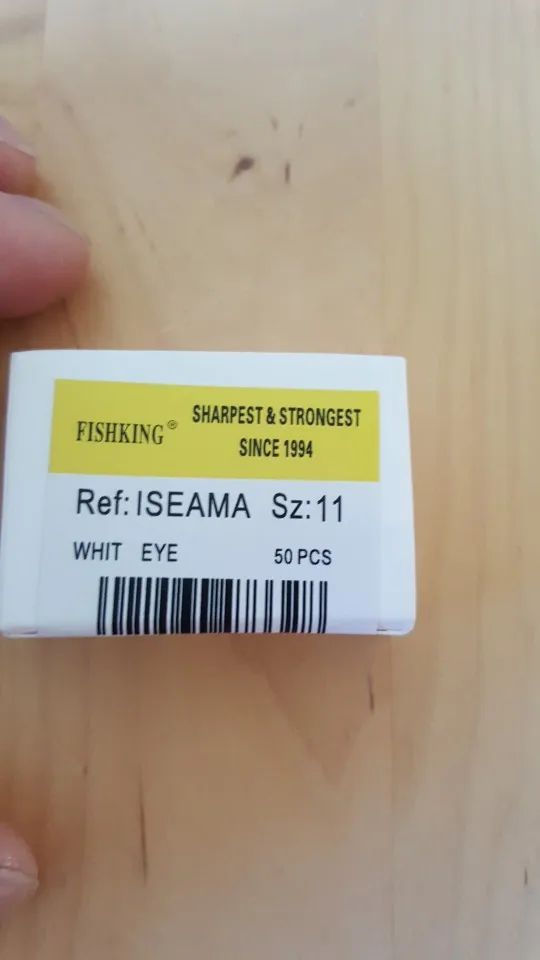 FISHKING® SHARPEST & STRONGEST
SINCE 1994
Ref: ISEAMA Sz: 11
WHIT EYE 50 PCS